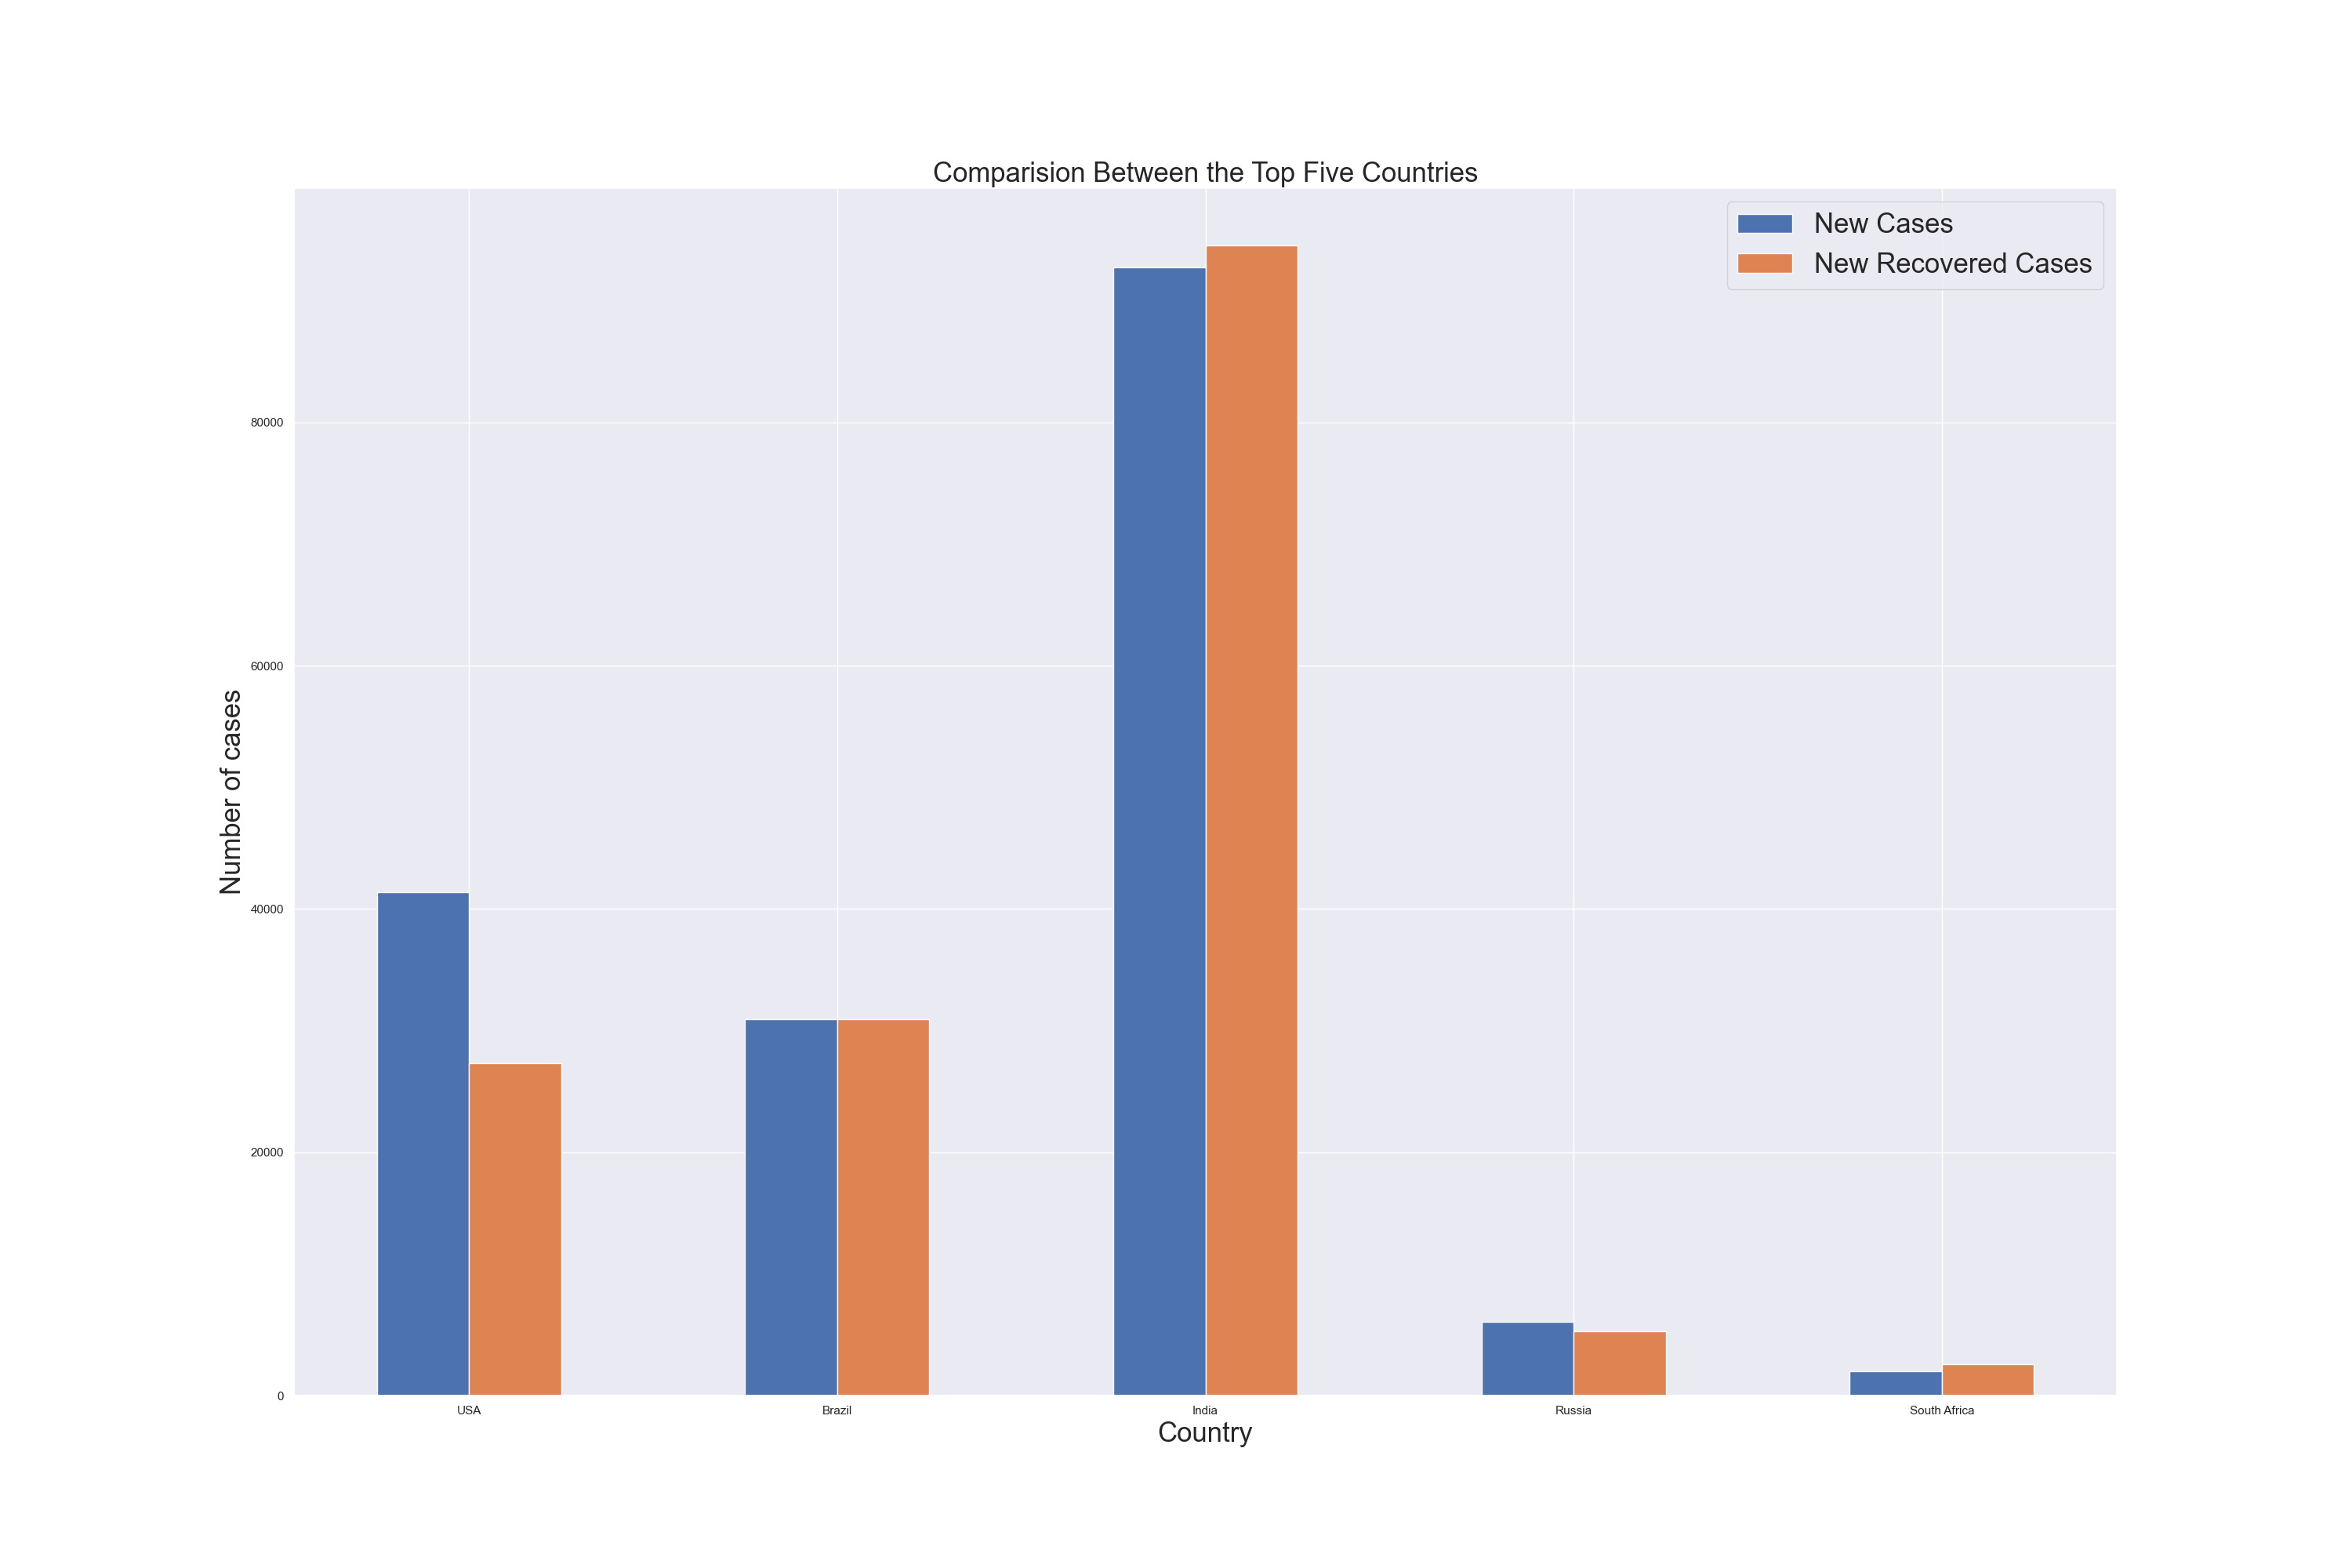 Comparision Between the Top Five Countries
New Cases
New Recovered Cases
80000
60000
40000
20000
0
Number of cases
USA
Brazil
India
Russia
South Africa
Country